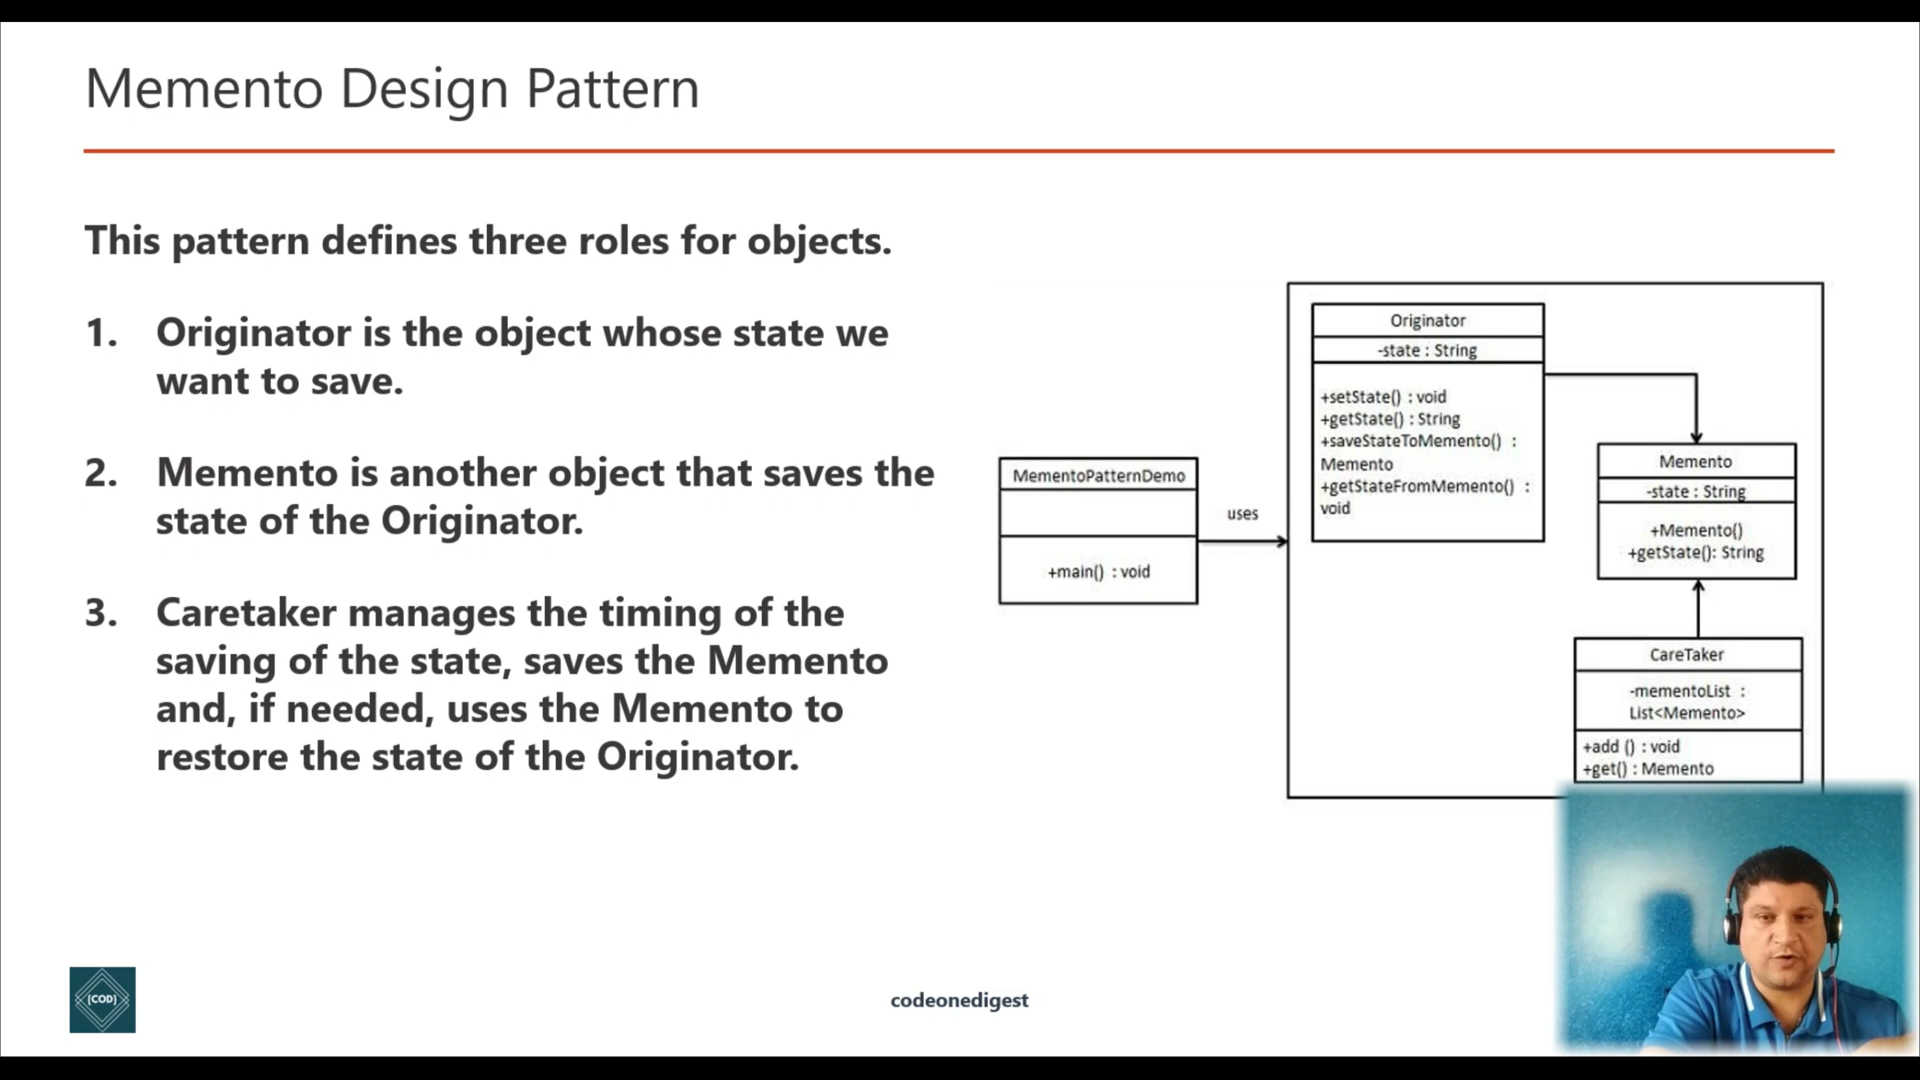 Memento Design Pattern
This pattern defines three roles for objects.
1. Originator is the object whose state we
want to save.
2. Memento is another object that saves the
state of the Originator.
3. Caretaker manages the timing of the
saving of the state, saves the Memento
and, if needed, uses the Memento to
restore the state of the Originator.
MementoPatternDemo
+main() : void
uses
Originator
-state : String
+setState() : void
+getState() : String
+saveStateToMemento() :
Memento
+getStateFromMemento() :
void
Memento
-state : String
+Memento()
+getState(): String
CareTaker
-mementoList :
List<Memento>
+add () : void
+get() : Memento
{COD}
codeonedigest